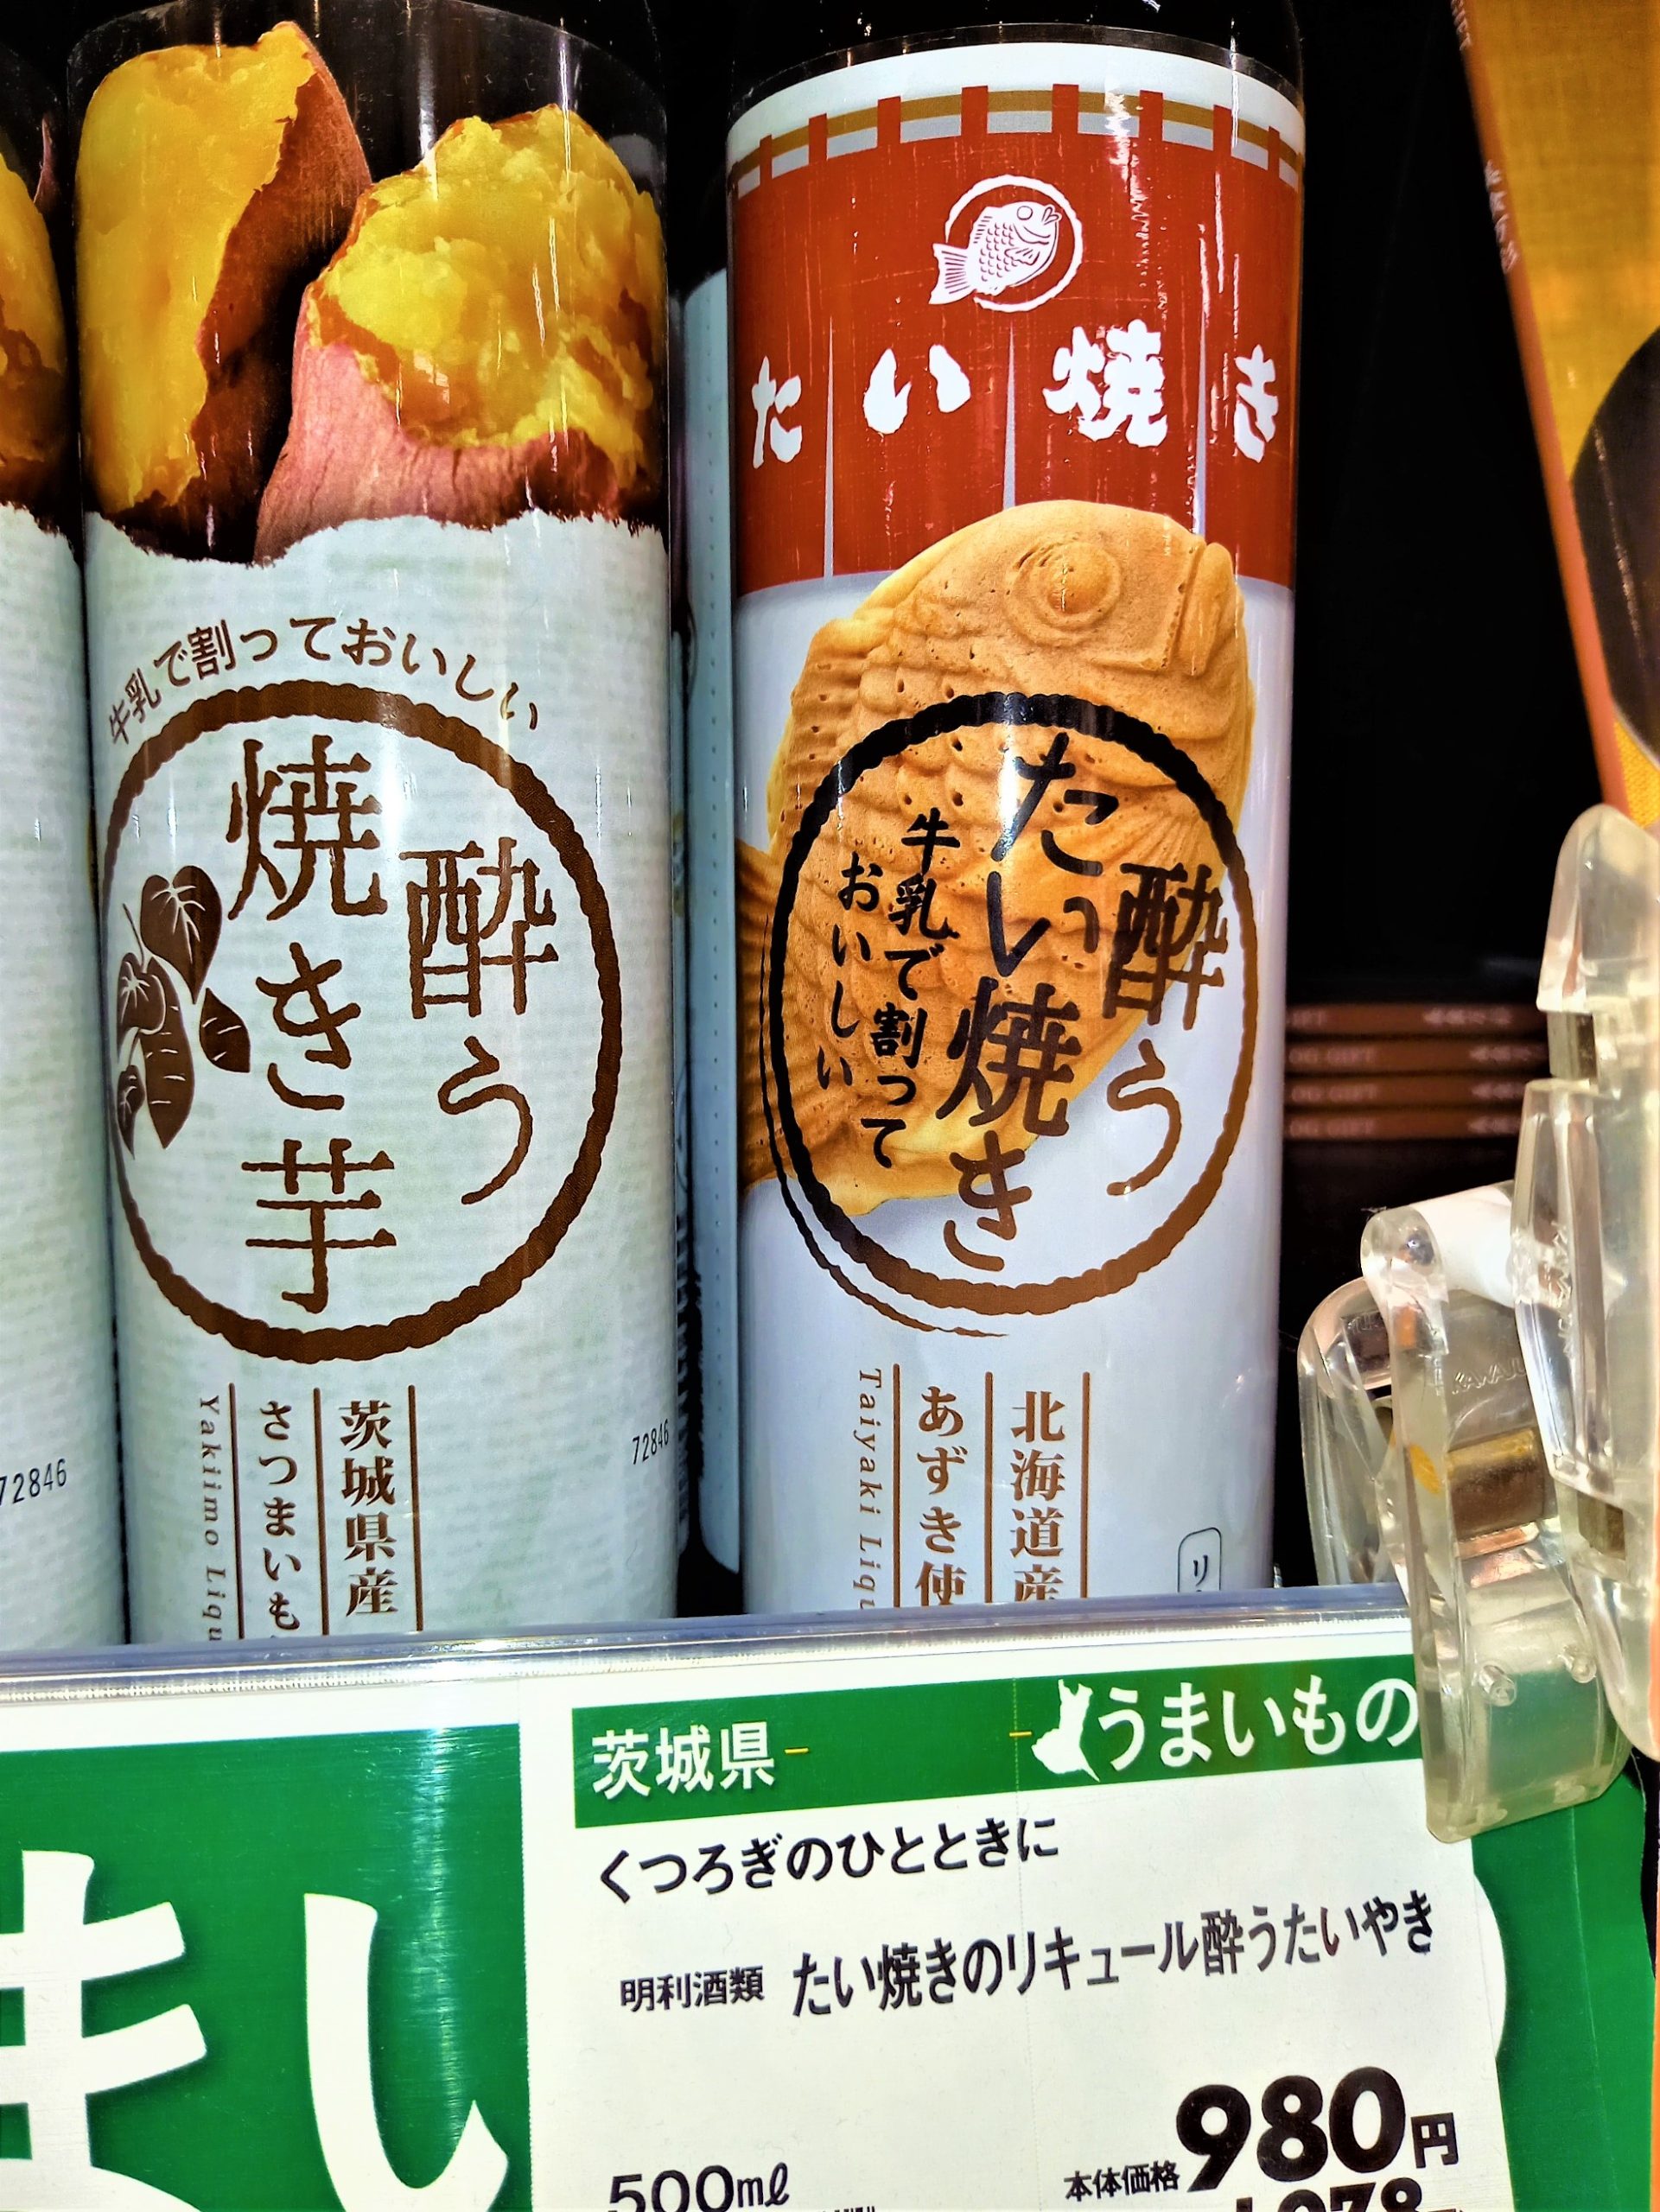 牛乳で割っておいしい
酔う
焼き芋
茨城県産
さつまいも
Yakiimo Liqu
72846
72846
たい焼き
酔う
たい焼き
牛乳で割って
おいしい
北海道産
あずき使
Taiyaki Liqu
リ
茨城県
うまいもの
くつろぎのひとときに
明利酒類 たい焼きのリキュール酔うたいやき
500ml
本体価格 980円
まし